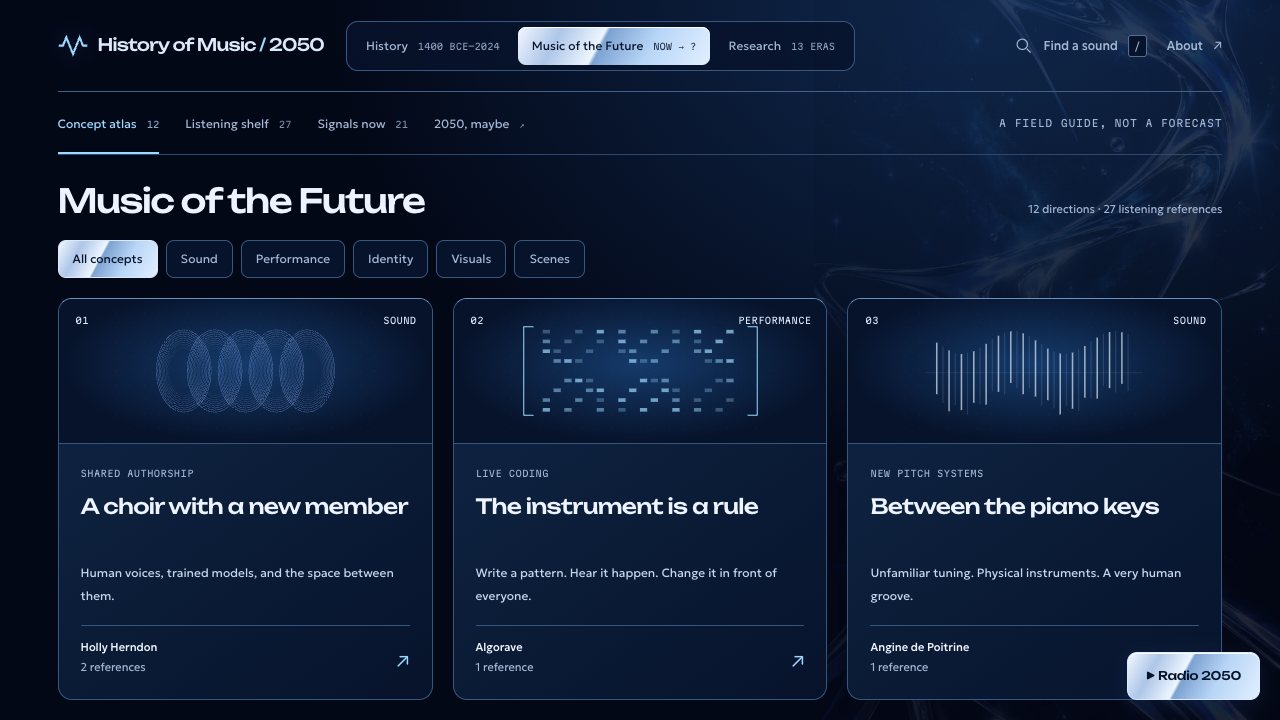 History of Music / 2050
History 1400 BCE—2024
Music of the Future NOW → ?
Research 13 ERAS
Find a sound /
About ↗
Concept atlas 12
Listening shelf 27
Signals now 21
2050, maybe ↗
A FIELD GUIDE, NOT A FORECAST
Music of the Future
12 directions · 27 listening references
All concepts
Sound
Performance
Identity
Visuals
Scenes
01 SOUND
SHARED AUTHORSHIP
A choir with a new member
Human voices, trained models, and the space between
them.
Holly Herndon
2 references
02 PERFORMANCE
LIVE CODING
The instrument is a rule
Write a pattern. Hear it happen. Change it in front of
everyone.
Algorave
1 reference
03 SOUND
NEW PITCH SYSTEMS
Between the piano keys
Unfamiliar tuning. Physical instruments. A very human
groove.
Angine de Poitrine
1 reference
▶ Radio 2050